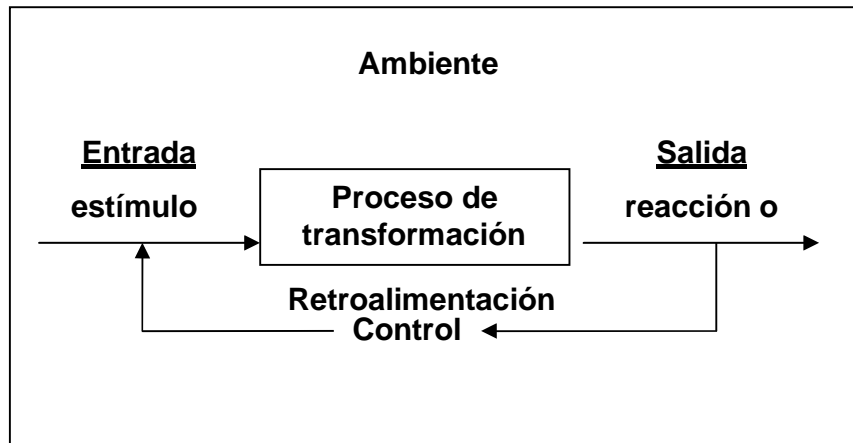 Ambiente
Entrada
estímulo
Proceso de
transformación
Salida
reacción o
Retroalimentación
Control